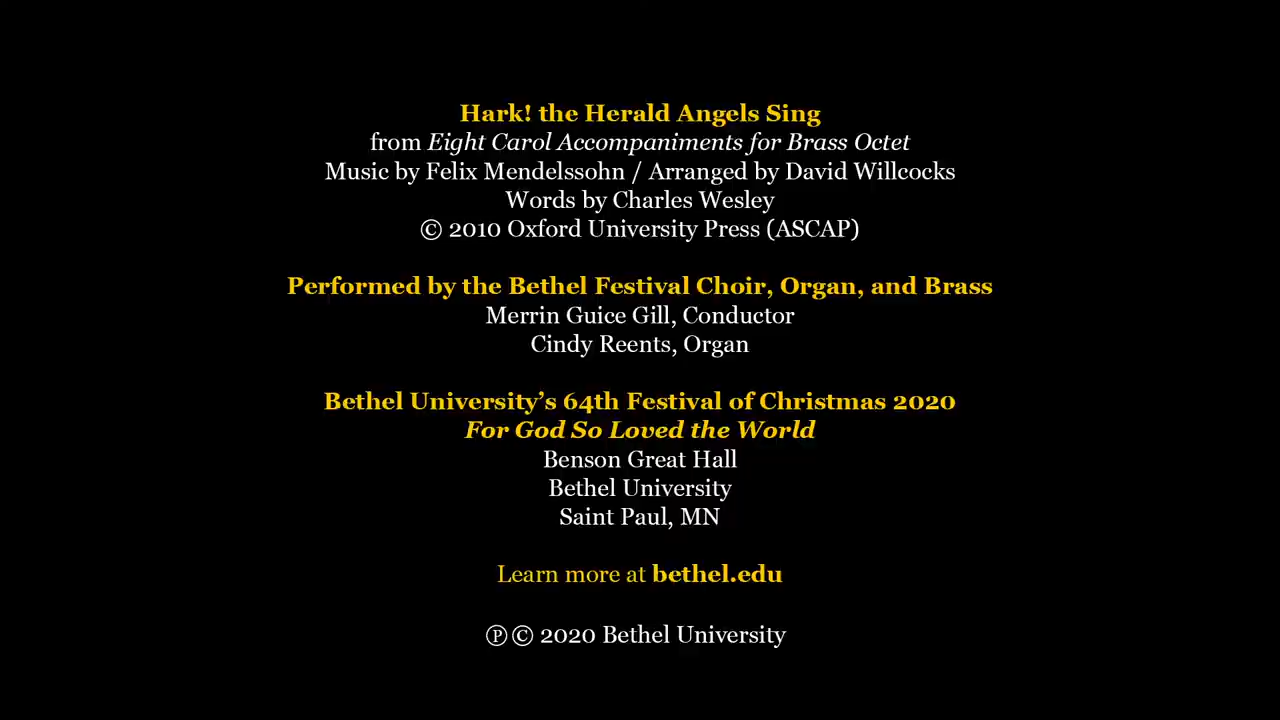 Hark! the Herald Angels Sing
from Eight Carol Accompaniments for Brass Octet
Music by Felix Mendelssohn / Arranged by David Willcocks
Words by Charles Wesley
© 2010 Oxford University Press (ASCAP)
Performed by the Bethel Festival Choir, Organ, and Brass
Merrin Guice Gill, Conductor
Cindy Reents, Organ
Bethel University’s 64th Festival of Christmas 2020
For God So Loved the World
Benson Great Hall
Bethel University
Saint Paul, MN
Learn more at bethel.edu
℗© 2020 Bethel University